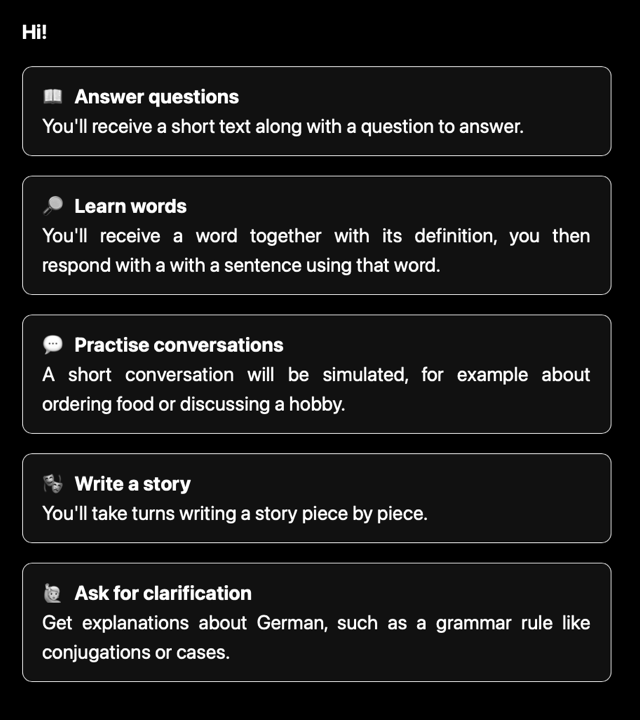 Hi!
Answer questions
You'll receive a short text along with a question to answer.
Learn words
You'll receive a word together with its definition, you then
respond with a with a sentence using that word.
Practise conversations
A short conversation will be simulated, for example about
ordering food or discussing a hobby.
Write a story
You'll take turns writing a story piece by piece.
Ask for clarification
Get explanations about German, such as a grammar rule like
conjugations or cases.